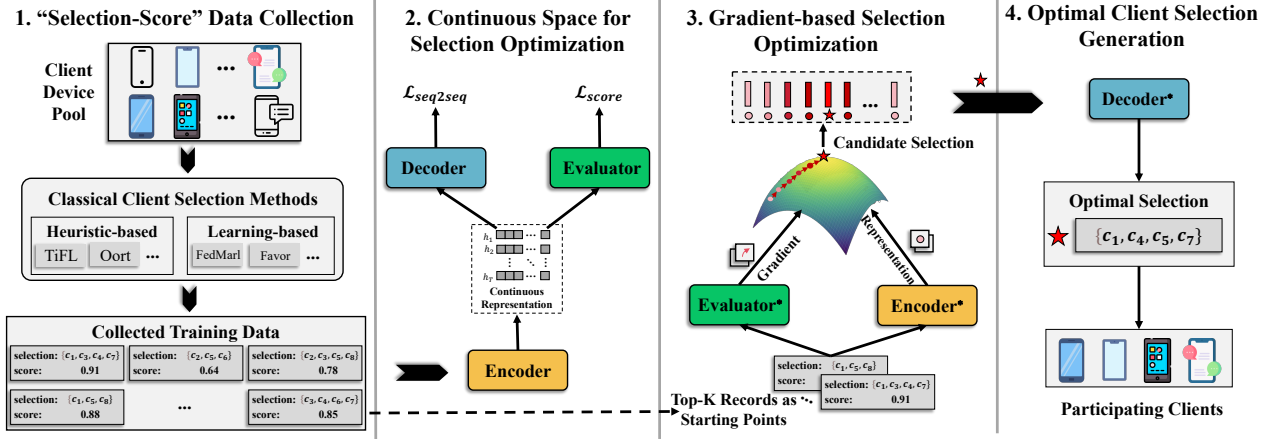 1. “Selection-Score” Data Collection
Client
Device
Pool
...
...
Classical Client Selection Methods
Heuristic-based
TiFL
Oort
...
Learning-based
FedMarl
Favor
...
Collected Training Data
selection: {c₁, c₃, c₄, c₇}
score: 0.91
selection: {c₂, c₅, c₆}
score: 0.64
selection: {c₂, c₃, c₅, c₈}
score: 0.78
selection: {c₁, c₅, c₈}
score: 0.88
...
selection: {c₃, c₄, c₆, c₇}
score: 0.85
2. Continuous Space for
Selection Optimization
ℒseq2seq
ℒscore
Decoder
Evaluator
h₁
...
h₂
...
hT
...
Continuous
Representation
Encoder
3. Gradient-based Selection
Optimization
...
Candidate Selection
Gradient
Representation
Evaluator*
Encoder*
selection: {c₁, c₅, c₈}
score:
selection: {c₁, c₃, c₄, c₇}
score: 0.91
Top-K Records as
Starting Points
4. Optimal Client Selection
Generation
Decoder*
Optimal Selection
{c₁, c₄, c₅, c₇}
Participating Clients